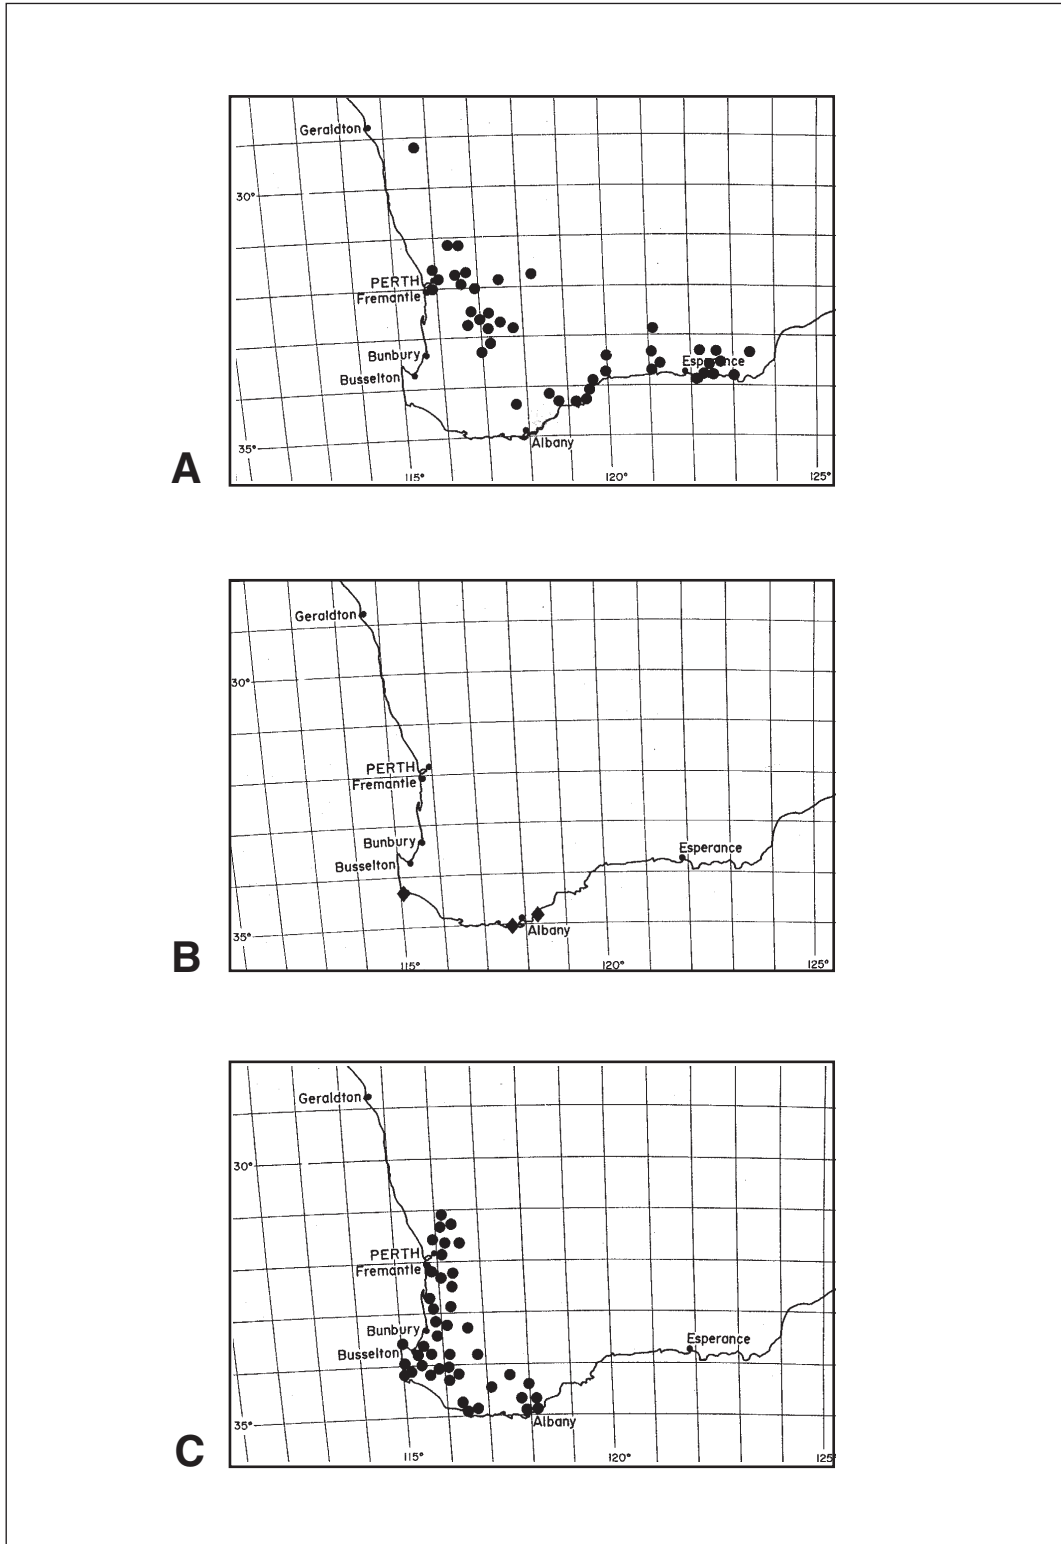 Geraldton
30°
PERTH
Fremantle
Bunbury
Busselton
Esperance
Albany
35°
115°
120°
125°
A
Geraldton
30°
PERTH
Fremantle
Bunbury
Busselton
Esperance
Albany
35°
115°
120°
125°
B
Geraldton
30°
PERTH
Fremantle
Bunbury
Busselton
Esperance
Albany
35°
115°
120°
125
C